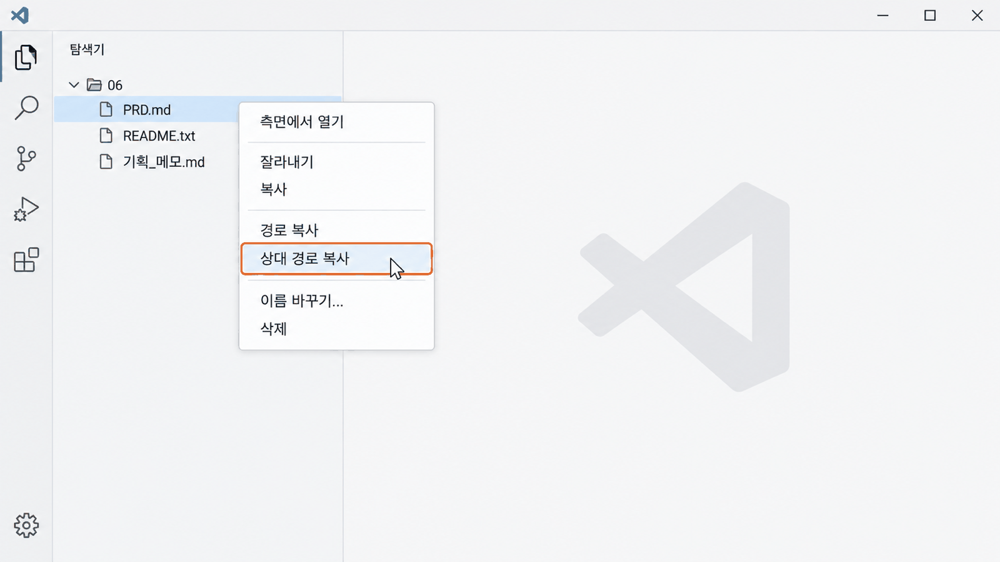 탐색기
06
PRD.md
README.txt
기획_메모.md
측면에서 열기
잘라내기
복사
경로 복사
상대 경로 복사
이름 바꾸기...
삭제